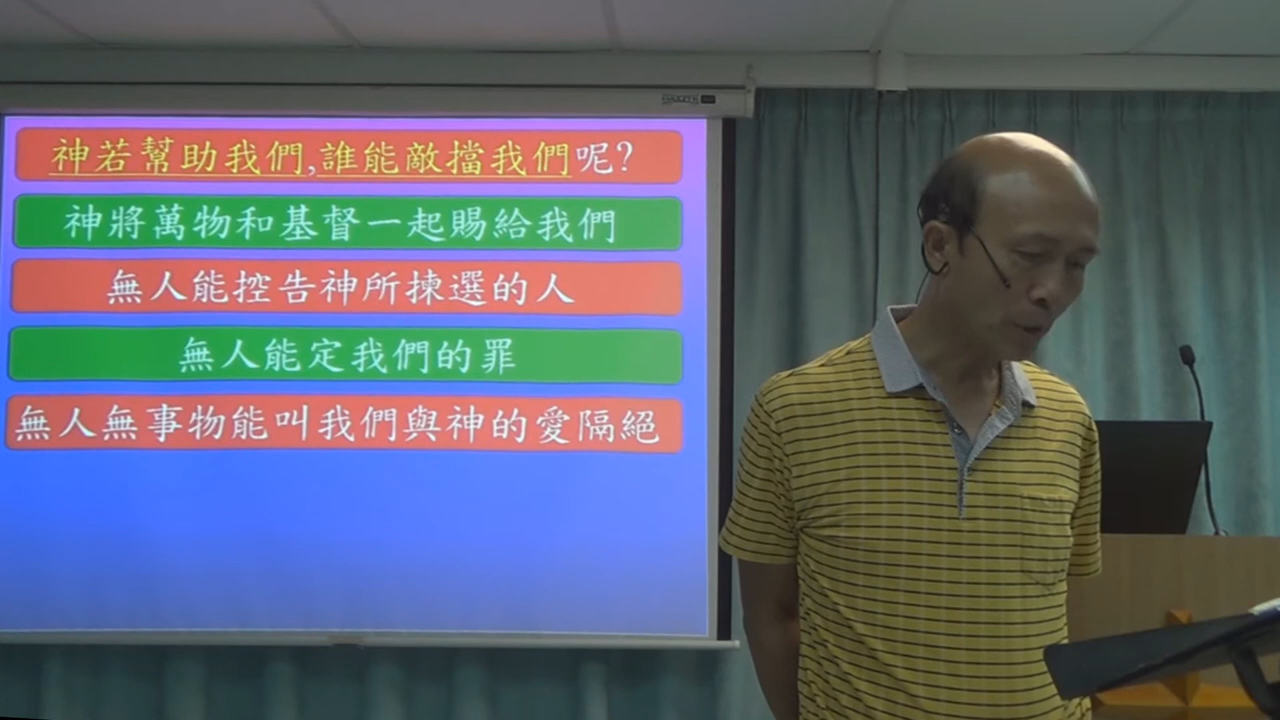 神若幫助我們,誰能敵擋我們呢?
神將萬物和基督一起賜給我們
無人能控告神所揀選的人
無人能定我們的罪
無人無事物能叫我們與神的愛隔絕